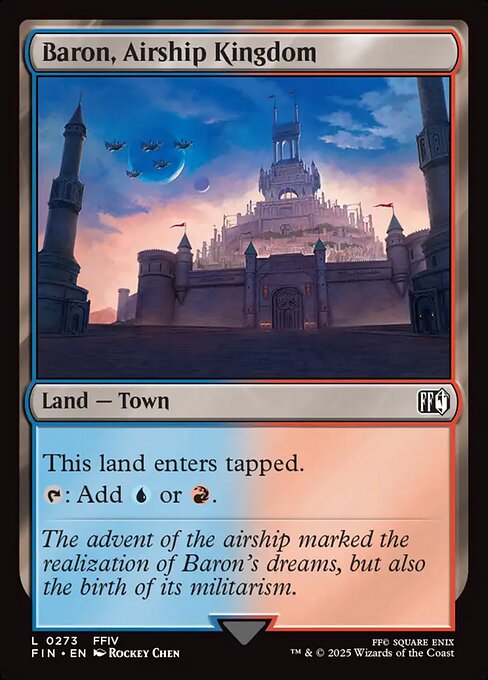 Baron, Airship Kingdom
Land — Town
FF
This land enters tapped.
: Add or .
The advent of the airship marked the
realization of Baron's dreams, but also
the birth of its militarism.
L 0273 FFIV
FIN • EN Rockey Chen
FF© SQUARE ENIX
™ & © 2025 Wizards of the Coast